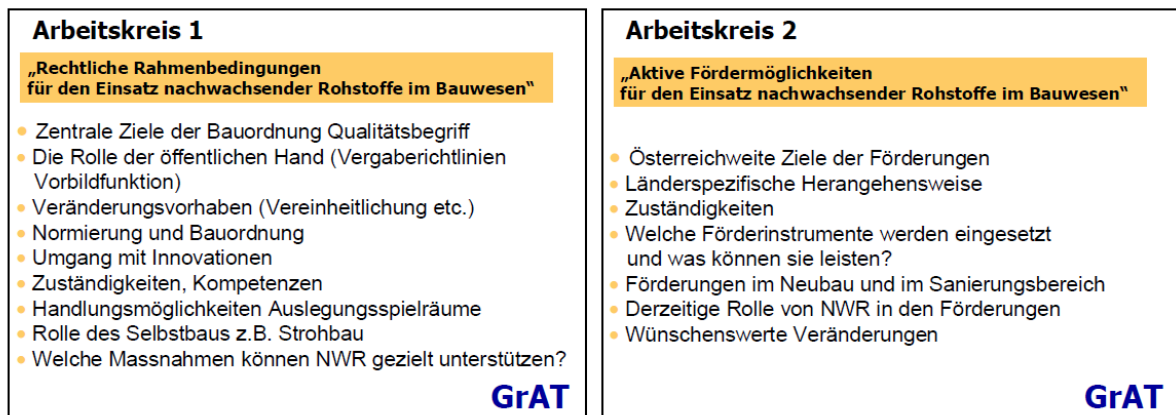 Arbeitskreis 1
„Rechtliche Rahmenbedingungen
für den Einsatz nachwachsender Rohstoffe im Bauwesen“
Zentrale Ziele der Bauordnung Qualitätsbegriff
Die Rolle der öffentlichen Hand (Vergaberichtlinien
Vorbildfunktion)
Veränderungsvorhaben (Vereinheitlichung etc.)
Normierung und Bauordnung
Umgang mit Innovationen
Zuständigkeiten, Kompetenzen
Handlungsmöglichkeiten Auslegungsspielräume
Rolle des Selbstbaus z.B. Strohbau
Welche Massnahmen können NWR gezielt unterstützen?
GrAT
Arbeitskreis 2
„Aktive Fördermöglichkeiten
für den Einsatz nachwachsender Rohstoffe im Bauwesen“
Österreichweite Ziele der Förderungen
Länderspezifische Herangehensweise
Zuständigkeiten
Welche Förderinstrumente werden eingesetzt
und was können sie leisten?
Förderungen im Neubau und im Sanierungsbereich
Derzeitige Rolle von NWR in den Förderungen
Wünschenswerte Veränderungen
GrAT